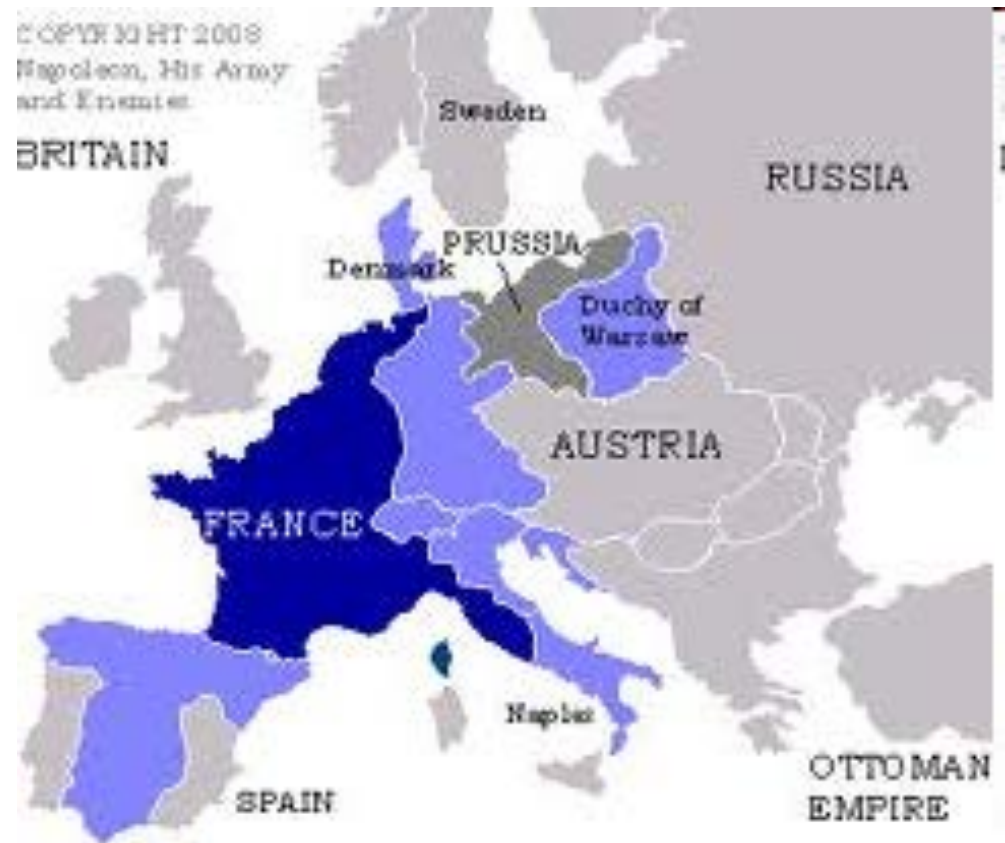 COPYRIGHT 2008
Napoleon, His Army
and Enemies
BRITAIN
Sweden
RUSSIA
PRUSSIA
Denmark
Duchy of
Warsaw
AUSTRIA
FRANCE
Naples
SPAIN
OTTOMAN
EMPIRE